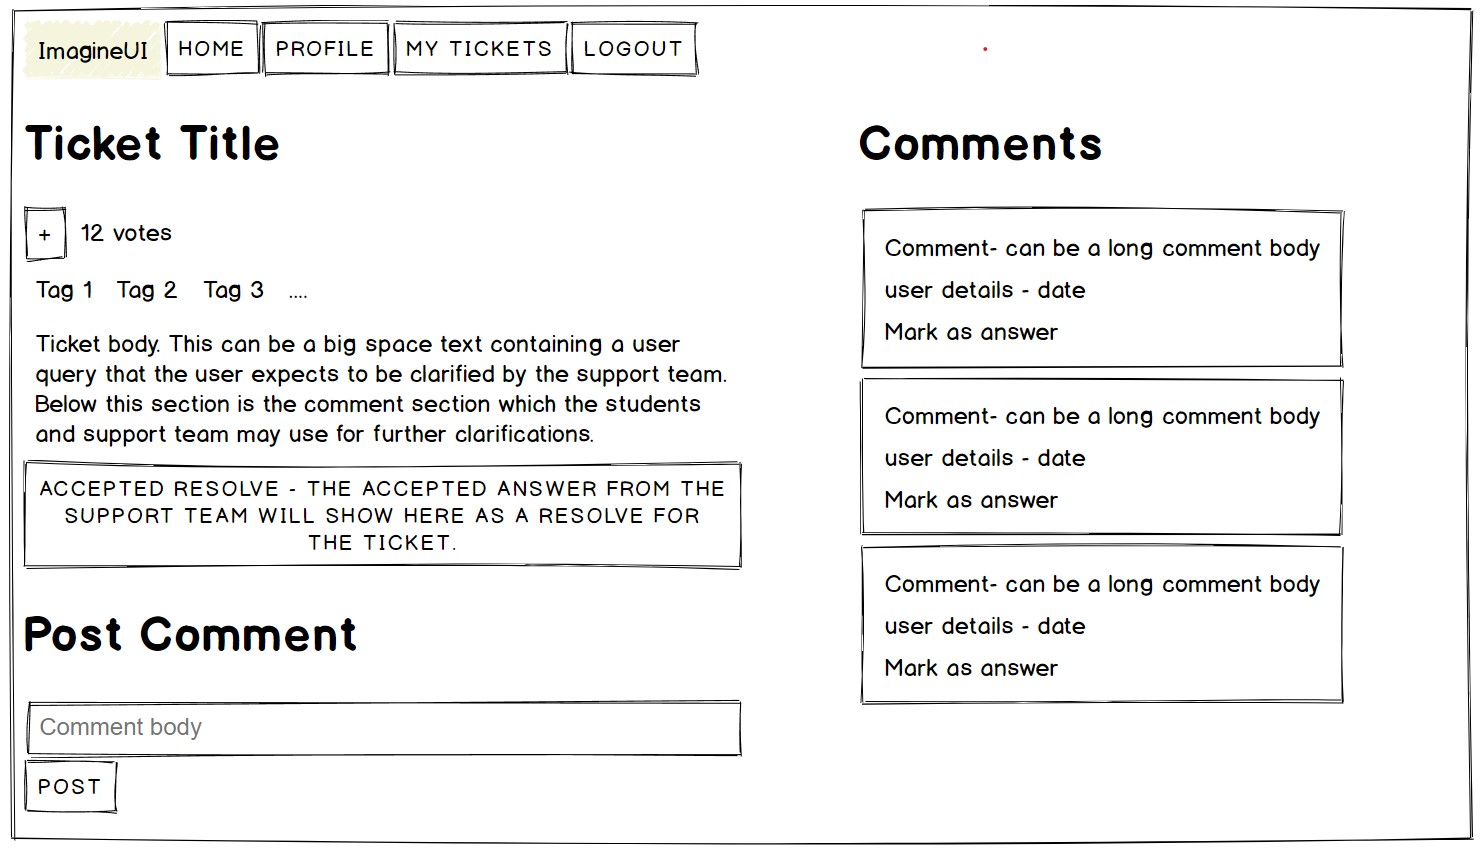 ImagineUI HOME PROFILE MY TICKETS LOGOUT
Ticket Title
+ 12 votes
Tag 1 Tag 2 Tag 3 ....
Ticket body. This can be a big space text containing a user
query that the user expects to be clarified by the support team.
Below this section is the comment section which the students
and support team may use for further clarifications.
ACCEPTED RESOLVE - THE ACCEPTED ANSWER FROM THE
SUPPORT TEAM WILL SHOW HERE AS A RESOLVE FOR
THE TICKET.
Post Comment
Comment body
POST
Comments
Comment- can be a long comment body
user details - date
Mark as answer
Comment- can be a long comment body
user details - date
Mark as answer
Comment- can be a long comment body
user details - date
Mark as answer